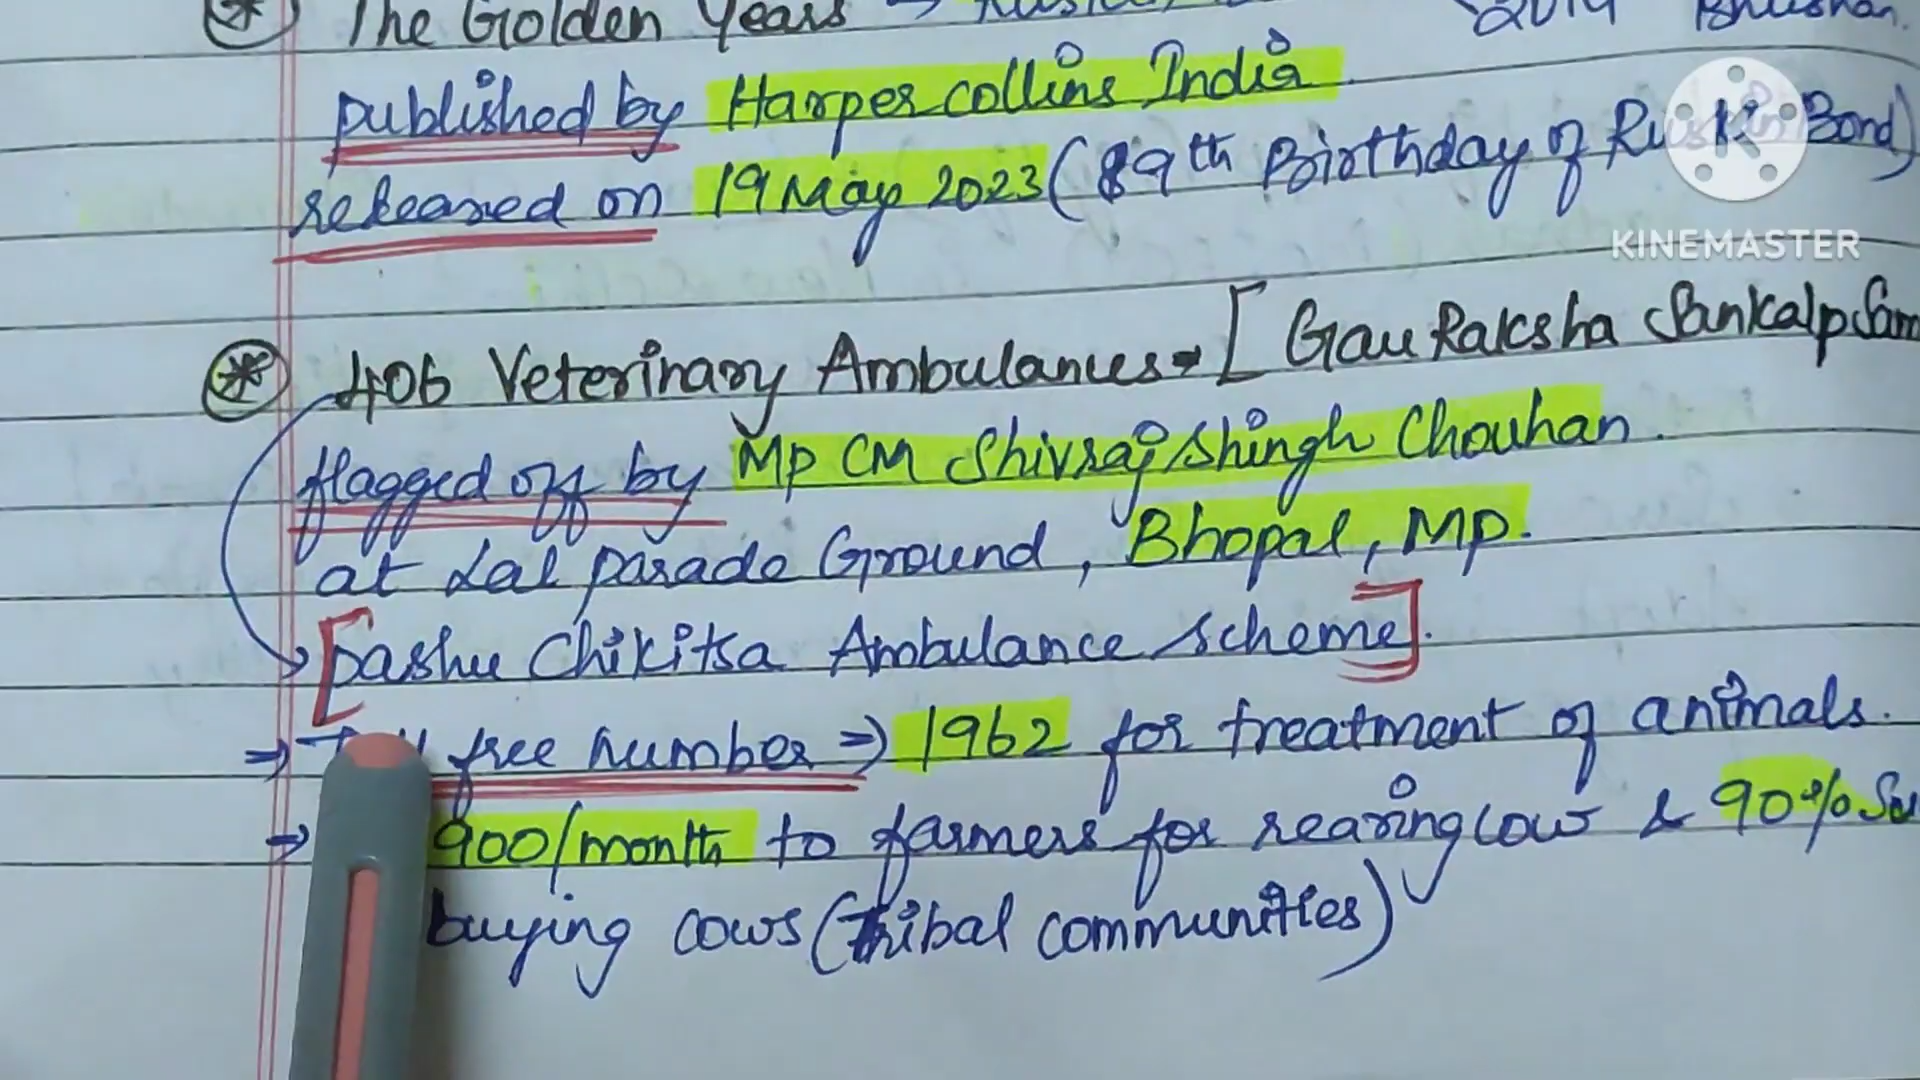 The Golden Years → 2019 Bhushan.
published by Harper collins India.
released on 19 May 2023 (89th Birthday of Bond)
K
KINEMASTER
406 Veterinary Ambulances → [Gau Raksha Sankalp Sam
flagged off by MP CM Shivraj Shingh Chouhan.
at Lal parade Ground, Bhopal, MP.
[Pashu Chikitsa Ambulance Scheme].
⇒ free number ⇒ 1962 for treatment of animals.
⇒ 900/month to farmers for rearing cow & 90%
buying cows (tribal communities)